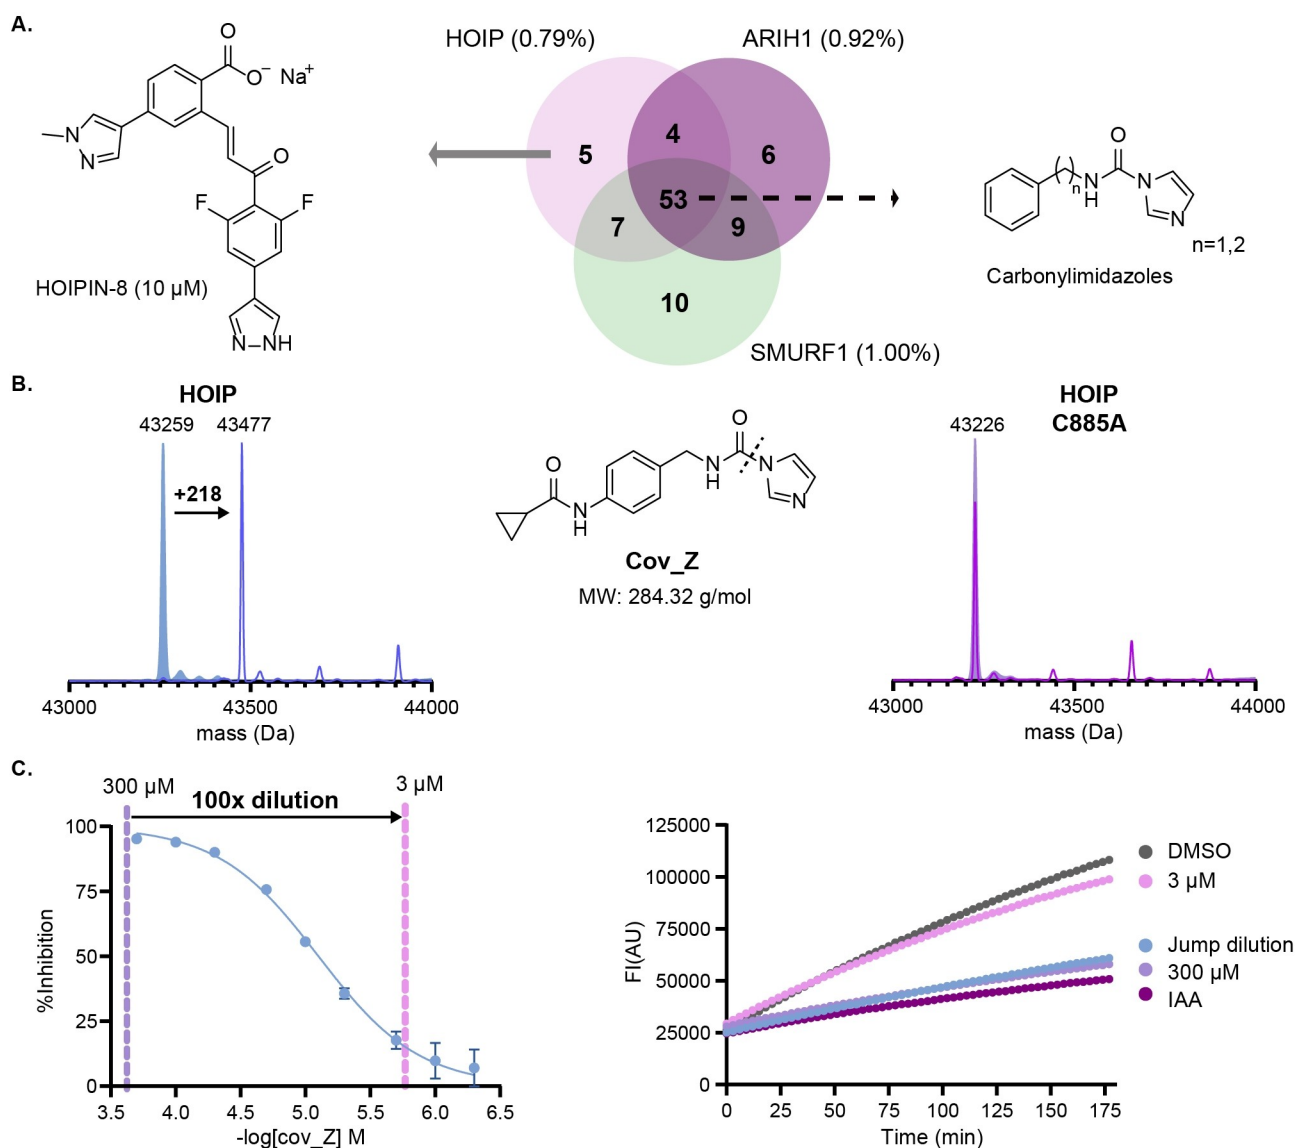 A.
HOIP (0.79%)
ARIH1 (0.92%)
SMURF1 (1.00%)
5
4
6
53
7
9
10
O
O⁻ Na⁺
N
N
O
F
F
N
NH
HOIPIN-8 (10 µM)
O
n
N
H
N
N
n=1,2
Carbonylimidazoles
B.
HOIP
43259
43477
+218
43000
43500
44000
mass (Da)
O
N
H
N
H
O
N
N
Cov_Z
MW: 284.32 g/mol
HOIP
C885A
43226
43000
43500
44000
mass (Da)
C.
300 µM
100x dilution
3 µM
%Inhibition
100
75
50
25
0
3.5
4.0
4.5
5.0
5.5
6.0
6.5
-log[cov_Z] M
FI(AU)
125000
100000
75000
50000
25000
0
0
25
50
75
100
125
150
175
Time (min)
DMSO
3 µM
Jump dilution
300 µM
IAA